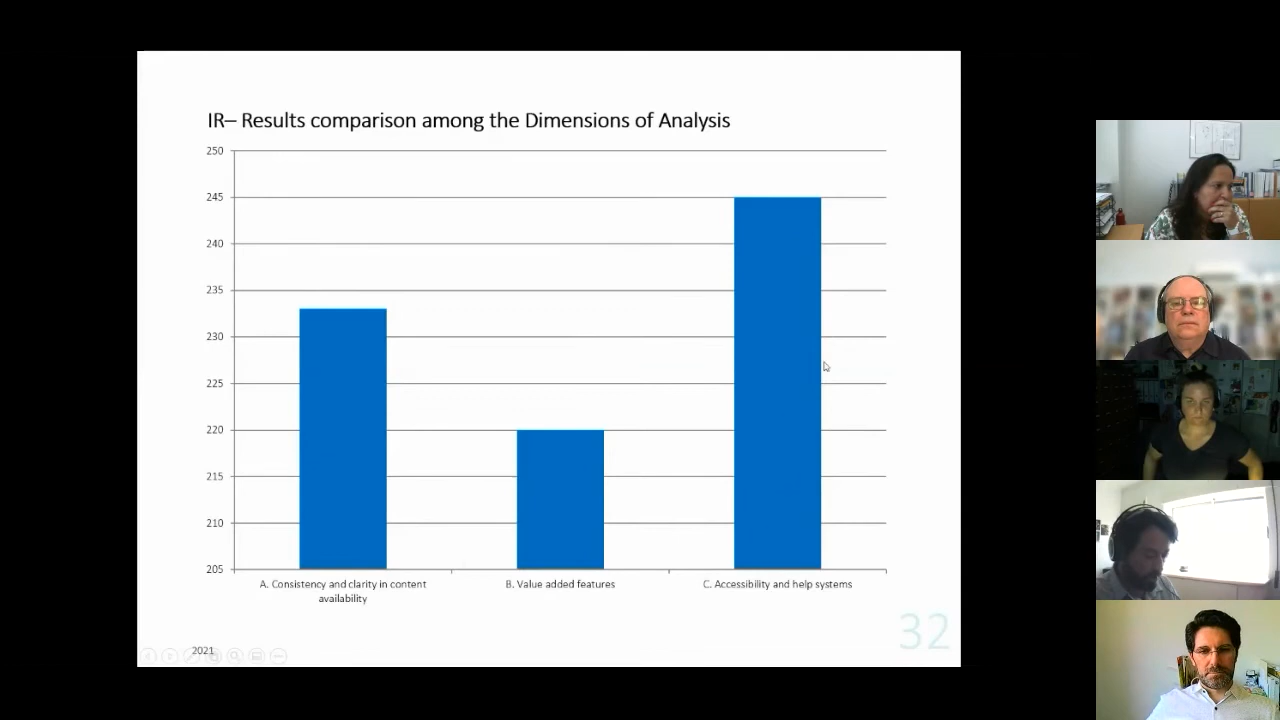 IR– Results comparison among the Dimensions of Analysis
250
245
240
235
230
225
220
215
210
205
A. Consistency and clarity in content
availability
B. Value added features
C. Accessibility and help systems
32
2021